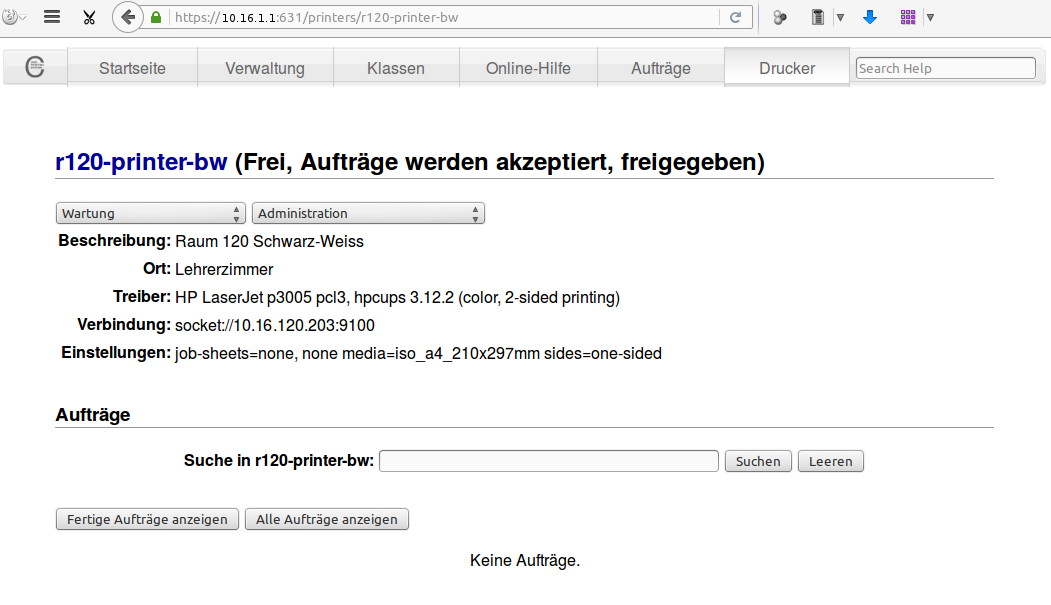 https://10.16.1.1:631/printers/r120-printer-bw
Startseite Verwaltung Klassen Online-Hilfe Aufträge Drucker Search Help
r120-printer-bw (Frei, Aufträge werden akzeptiert, freigegeben)
Wartung Administration
Beschreibung: Raum 120 Schwarz-Weiss
Ort: Lehrerzimmer
Treiber: HP LaserJet p3005 pcl3, hpcups 3.12.2 (color, 2-sided printing)
Verbindung: socket://10.16.120.203:9100
Einstellungen: job-sheets=none, none media=iso_a4_210x297mm sides=one-sided
Aufträge
Suche in r120-printer-bw: Suchen Leeren
Fertige Aufträge anzeigen Alle Aufträge anzeigen
Keine Aufträge.